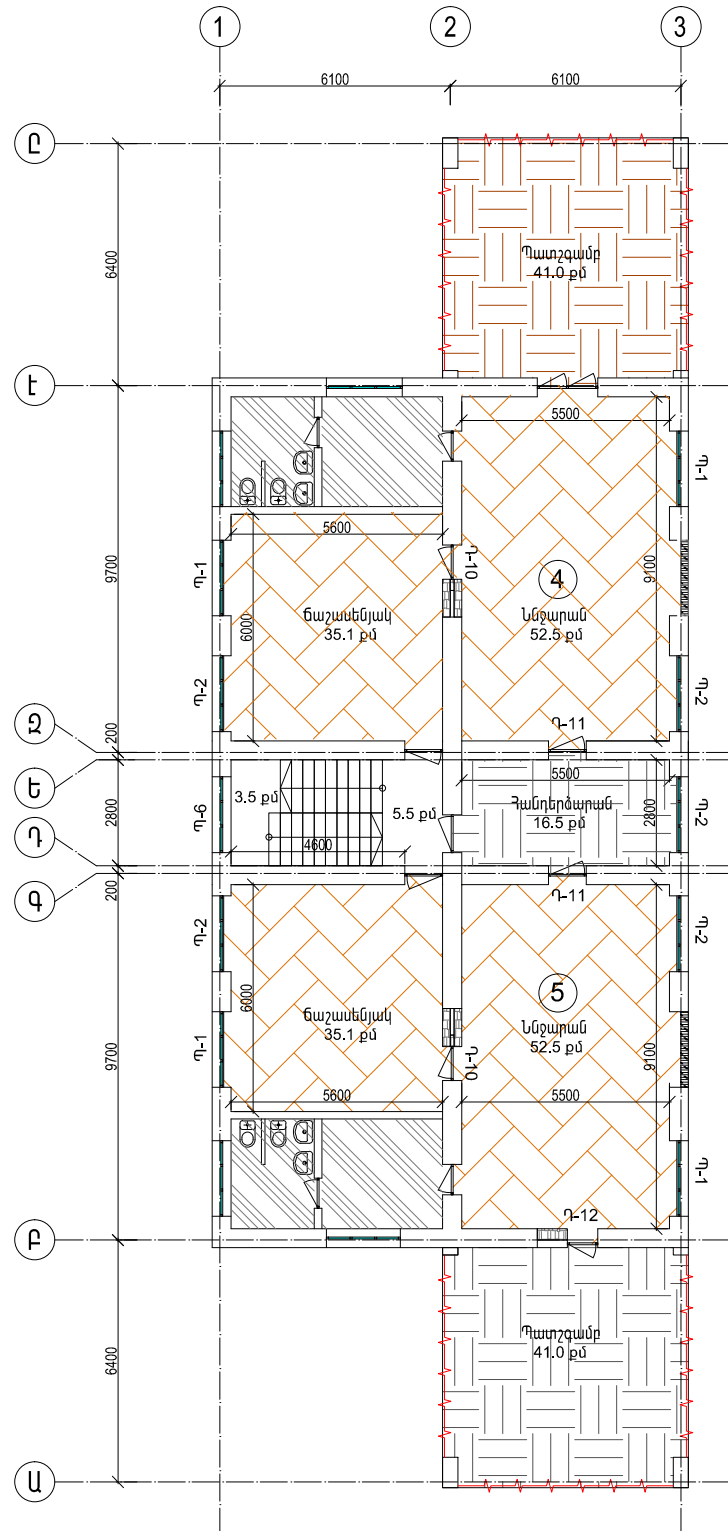 1
2
3
6100
6100
Ը
6400
Պատշգամբ
41.0 քմ
Է
5500
Պ-1
9700
5600
Դ-10
4
9100
Պ-1
6000
Ճաշասենյակ
35.1 քմ
Ննջարան
52.5 քմ
Պ-2
Պ-2
Դ-11
Զ
200
Ե
5500
2800
Պ-6
3.5 քմ
5.5 քմ
Հանդերձարան
16.5 քմ
2800
Պ-2
Դ
4600
Գ
200
Դ-11
Պ-2
Պ-2
6000
5
9100
Ճաշասենյակ
35.1 քմ
Ննջարան
52.5 քմ
Պ-1
Դ-10
9700
5600
5500
Պ-1
Դ-12
Բ
Պատշգամբ
41.0 քմ
6400
Ա